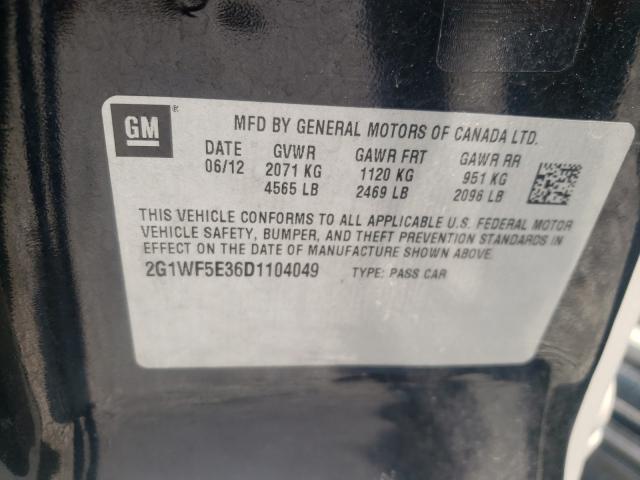 GM ®
MFD BY GENERAL MOTORS OF CANADA LTD.
DATE GVWR GAWR FRT GAWR RR
06/12 2071 KG 1120 KG 951 KG
4565 LB 2469 LB 2096 LB
THIS VEHICLE CONFORMS TO ALL APPLICABLE U.S. FEDERAL MOTOR
VEHICLE SAFETY, BUMPER, AND THEFT PREVENTION STANDARDS IN
EFFECT ON THE DATE OF MANUFACTURE SHOWN ABOVE.
2G1WF5E36D1104049 TYPE: PASS CAR